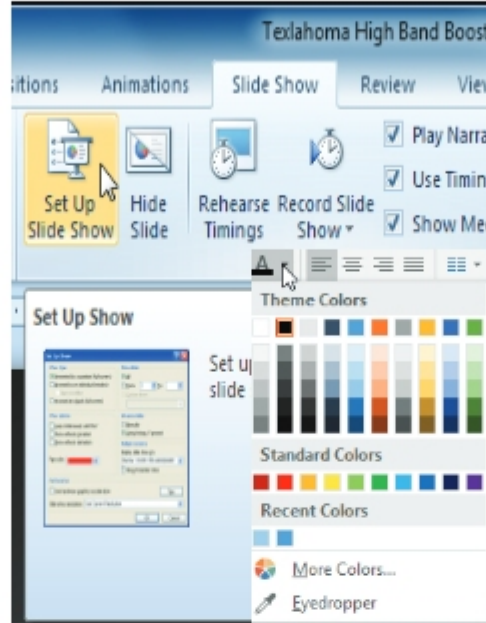 Texlahoma High Band Boost
itions Animations Slide Show Review View
Play Narra
Use Timin
Show Me
Set Up Slide Show
Hide Slide
Rehearse Timings
Record Slide Show
A
Theme Colors
Set Up Show
Set up
slide
Standard Colors
Recent Colors
More Colors...
Eyedropper